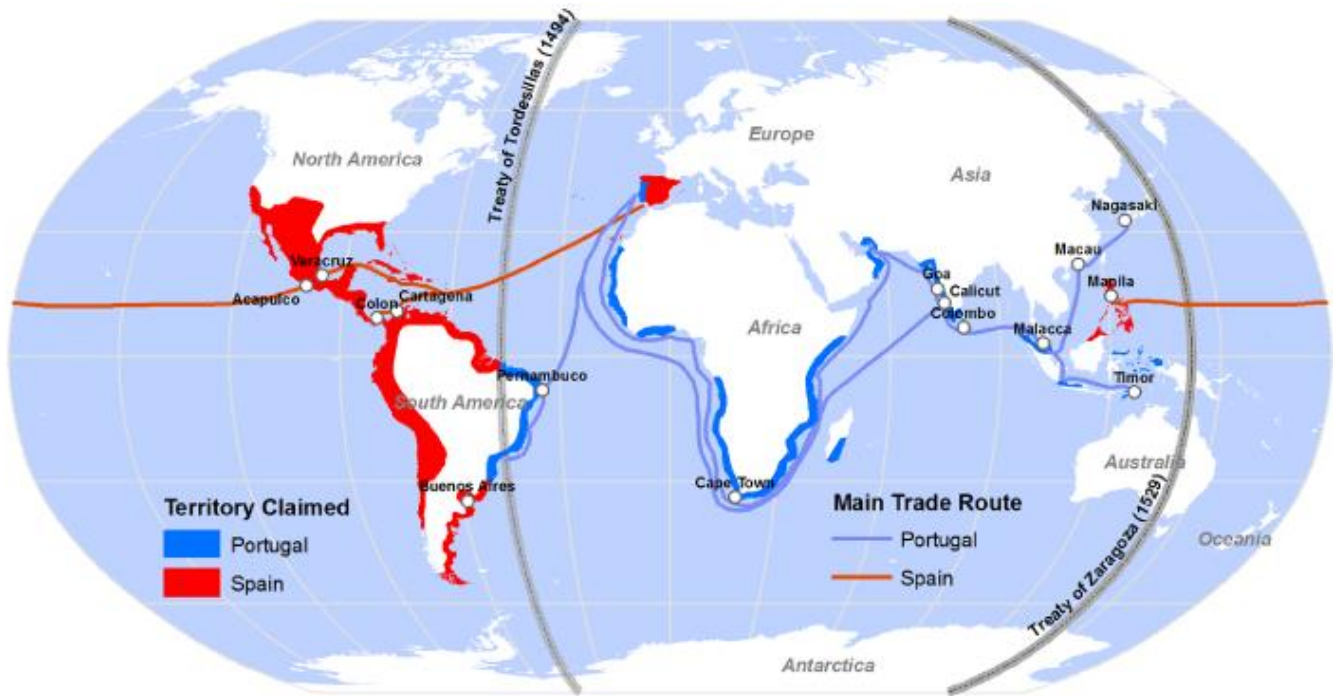 Treaty of Tordesillas (1494)
Europe
North America
Asia
Nagasaki
Macau
Veracruz
Goa
Manila
Acapulco
Cartagena
Calicut
Colon
Colombo
Africa
Malacca
Pernambuco
Timor
South America
Australia
Buenos Aires
Cape Town
Territory Claimed
Portugal
Spain
Main Trade Route
Portugal
Spain
Oceania
Treaty of Zaragoza (1529)
Antarctica